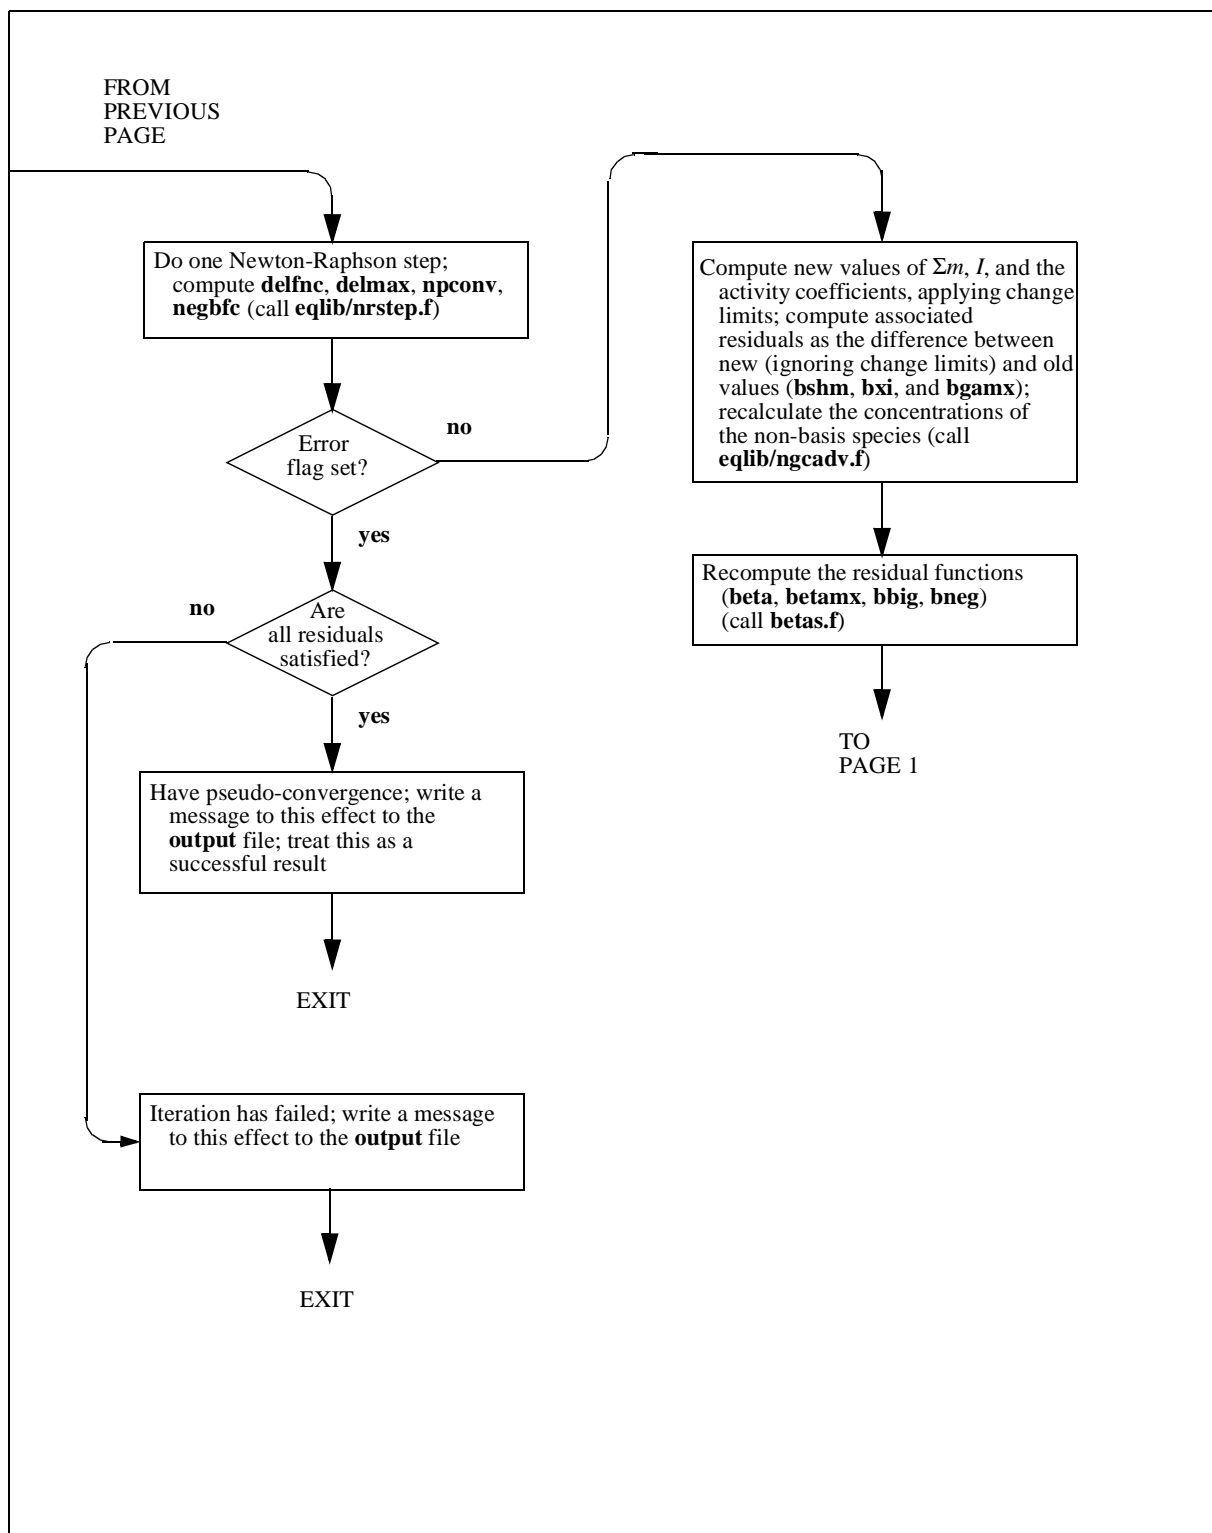 FROM
PREVIOUS
PAGE
Do one Newton-Raphson step;
compute delfnc, delmax, npconv,
negbfc (call eqlib/nrstep.f)
Error
flag set?
no
yes
Are
all residuals
satisfied?
no
yes
Have pseudo-convergence; write a
message to this effect to the
output file; treat this as a
successful result
EXIT
Iteration has failed; write a message
to this effect to the output file
EXIT
Compute new values of Σm, I, and the
activity coefficients, applying change
limits; compute associated
residuals as the difference between
new (ignoring change limits) and old
values (bshm, bxi, and bgamx);
recalculate the concentrations of
the non-basis species (call
eqlib/ngcadv.f)
Recompute the residual functions
(beta, betamx, bbig, bneg)
(call betas.f)
TO
PAGE 1